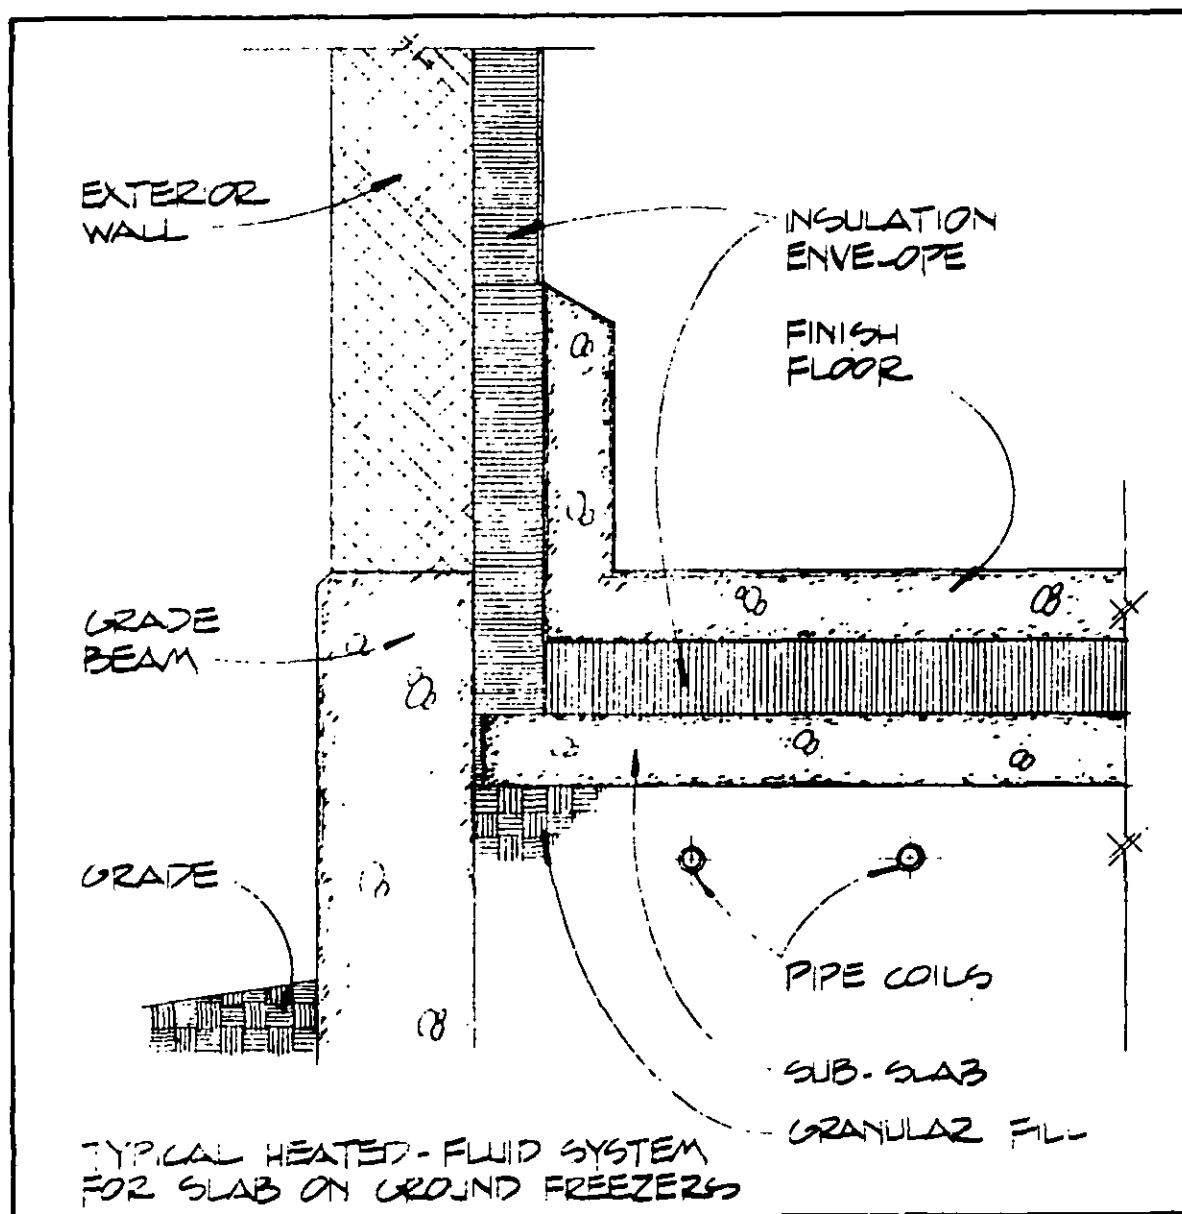 EXTERIOR
WALL
INSULATION
ENVELOPE
FINISH
FLOOR
GRADE
BEAM
GRADE
PIPE COILS
SUB-SLAB
GRANULAR FILL
TYPICAL HEATED-FLUID SYSTEM
FOR SLAB ON GROUND FREEZERS